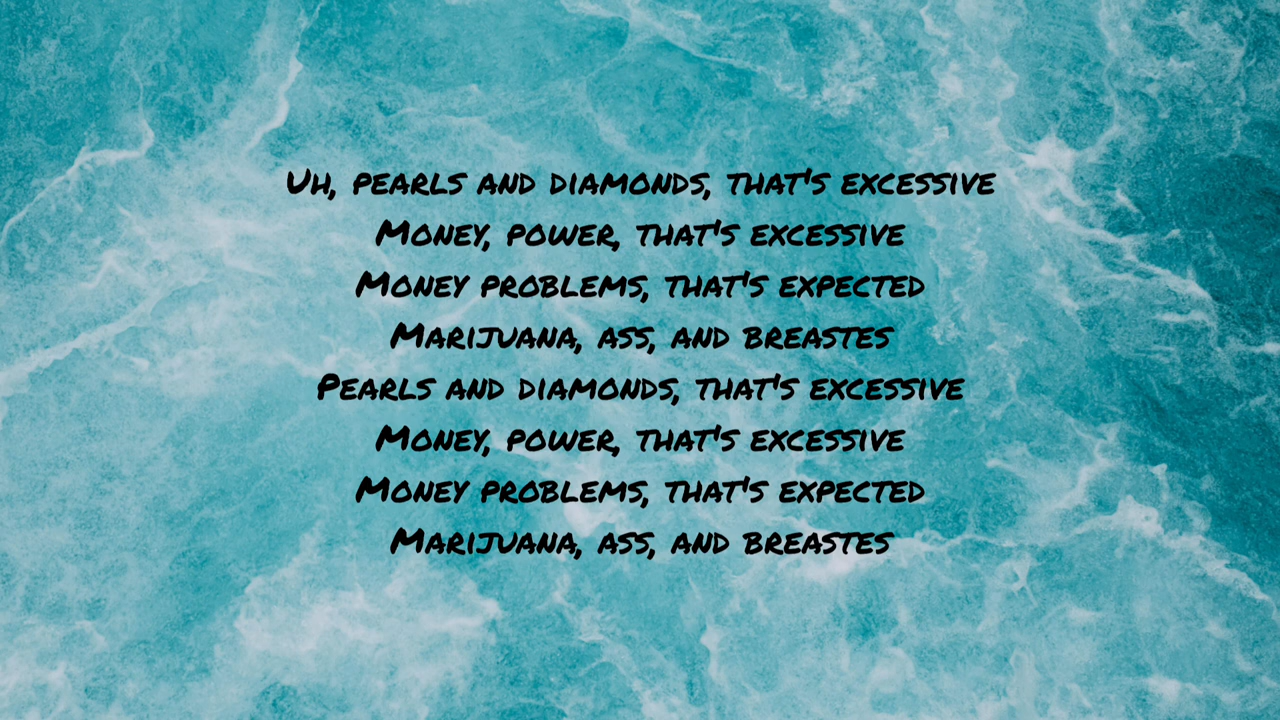 Uh, pearls and diamonds, that's excessive
Money, power, that's excessive
Money problems, that's expected
Marijuana, ass, and breastes
Pearls and diamonds, that's excessive
Money, power, that's excessive
Money problems, that's expected
Marijuana, ass, and breastes